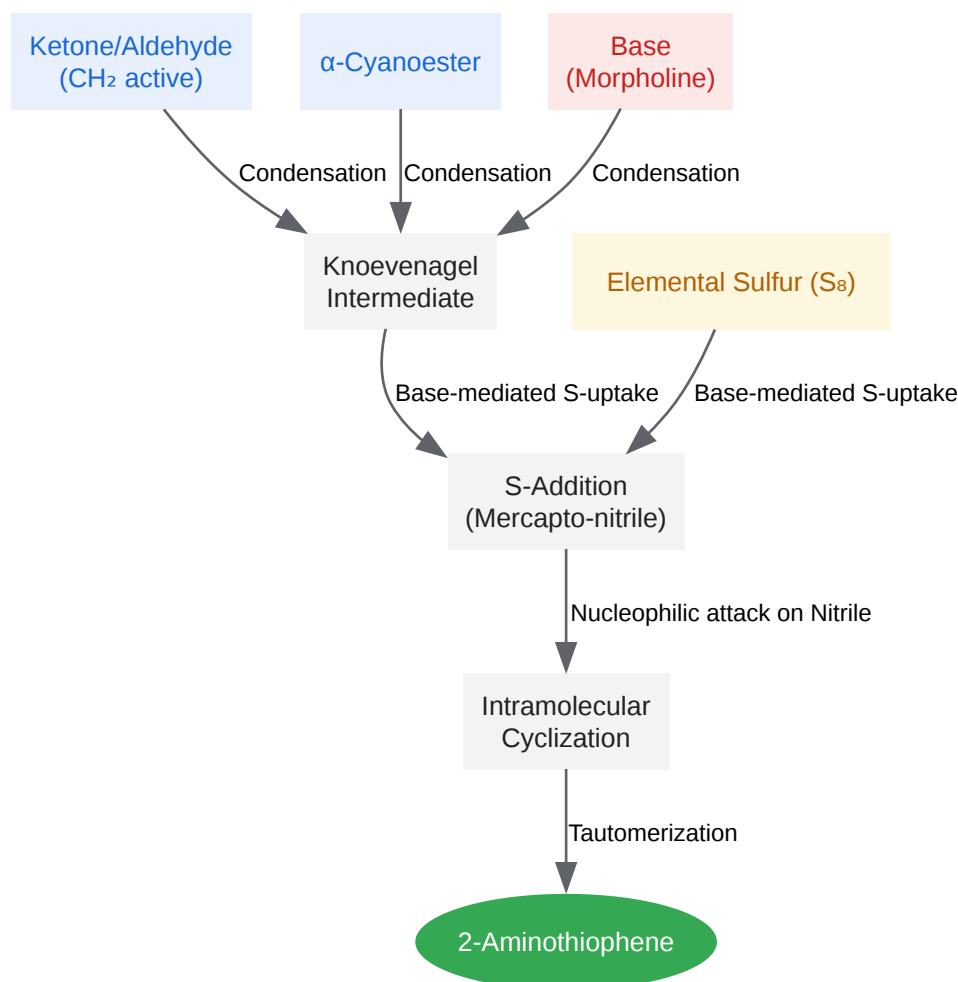 Ketone/Aldehyde
(CH₂ active)
α-Cyanoester
Base
(Morpholine)
Condensation
Condensation
Condensation
Knoevenagel
Intermediate
Elemental Sulfur (S₈)
Base-mediated S-uptake
Base-mediated S-uptake
S-Addition
(Mercapto-nitrile)
Nucleophilic attack on Nitrile
Intramolecular
Cyclization
Tautomerization
2-Aminothiophene